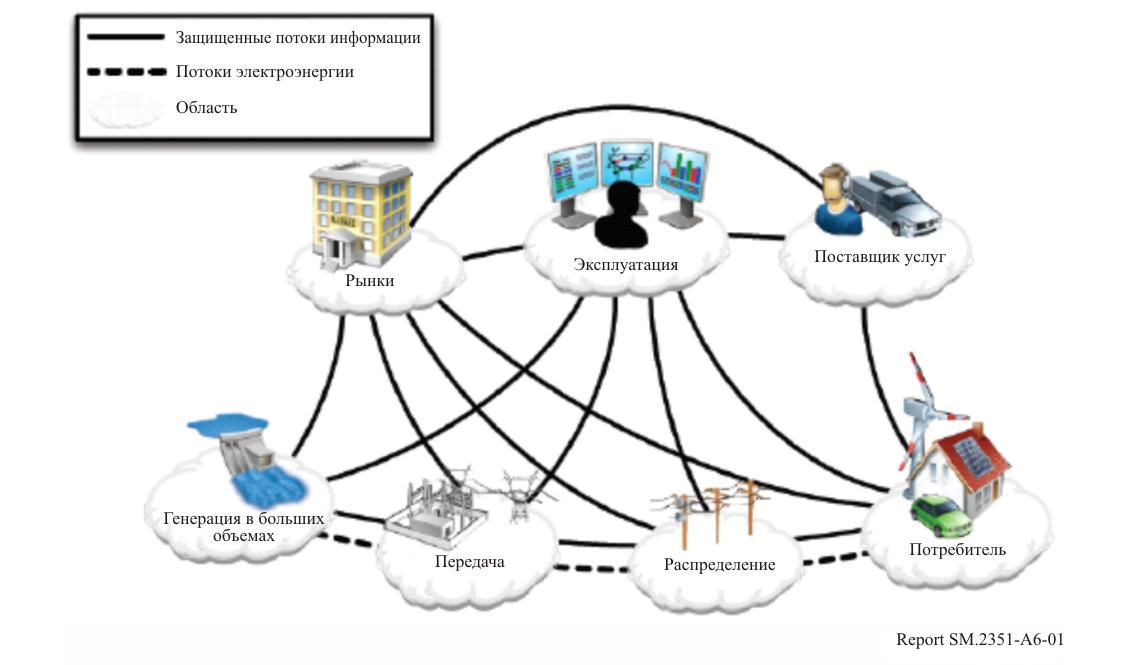 Защищенные потоки информации
Потоки электроэнергии
Область
Рынки
Эксплуатация
Поставщик услуг
Генерация в больших
объемах
Передача
Распределение
Потребитель
Report SM.2351-A6-01